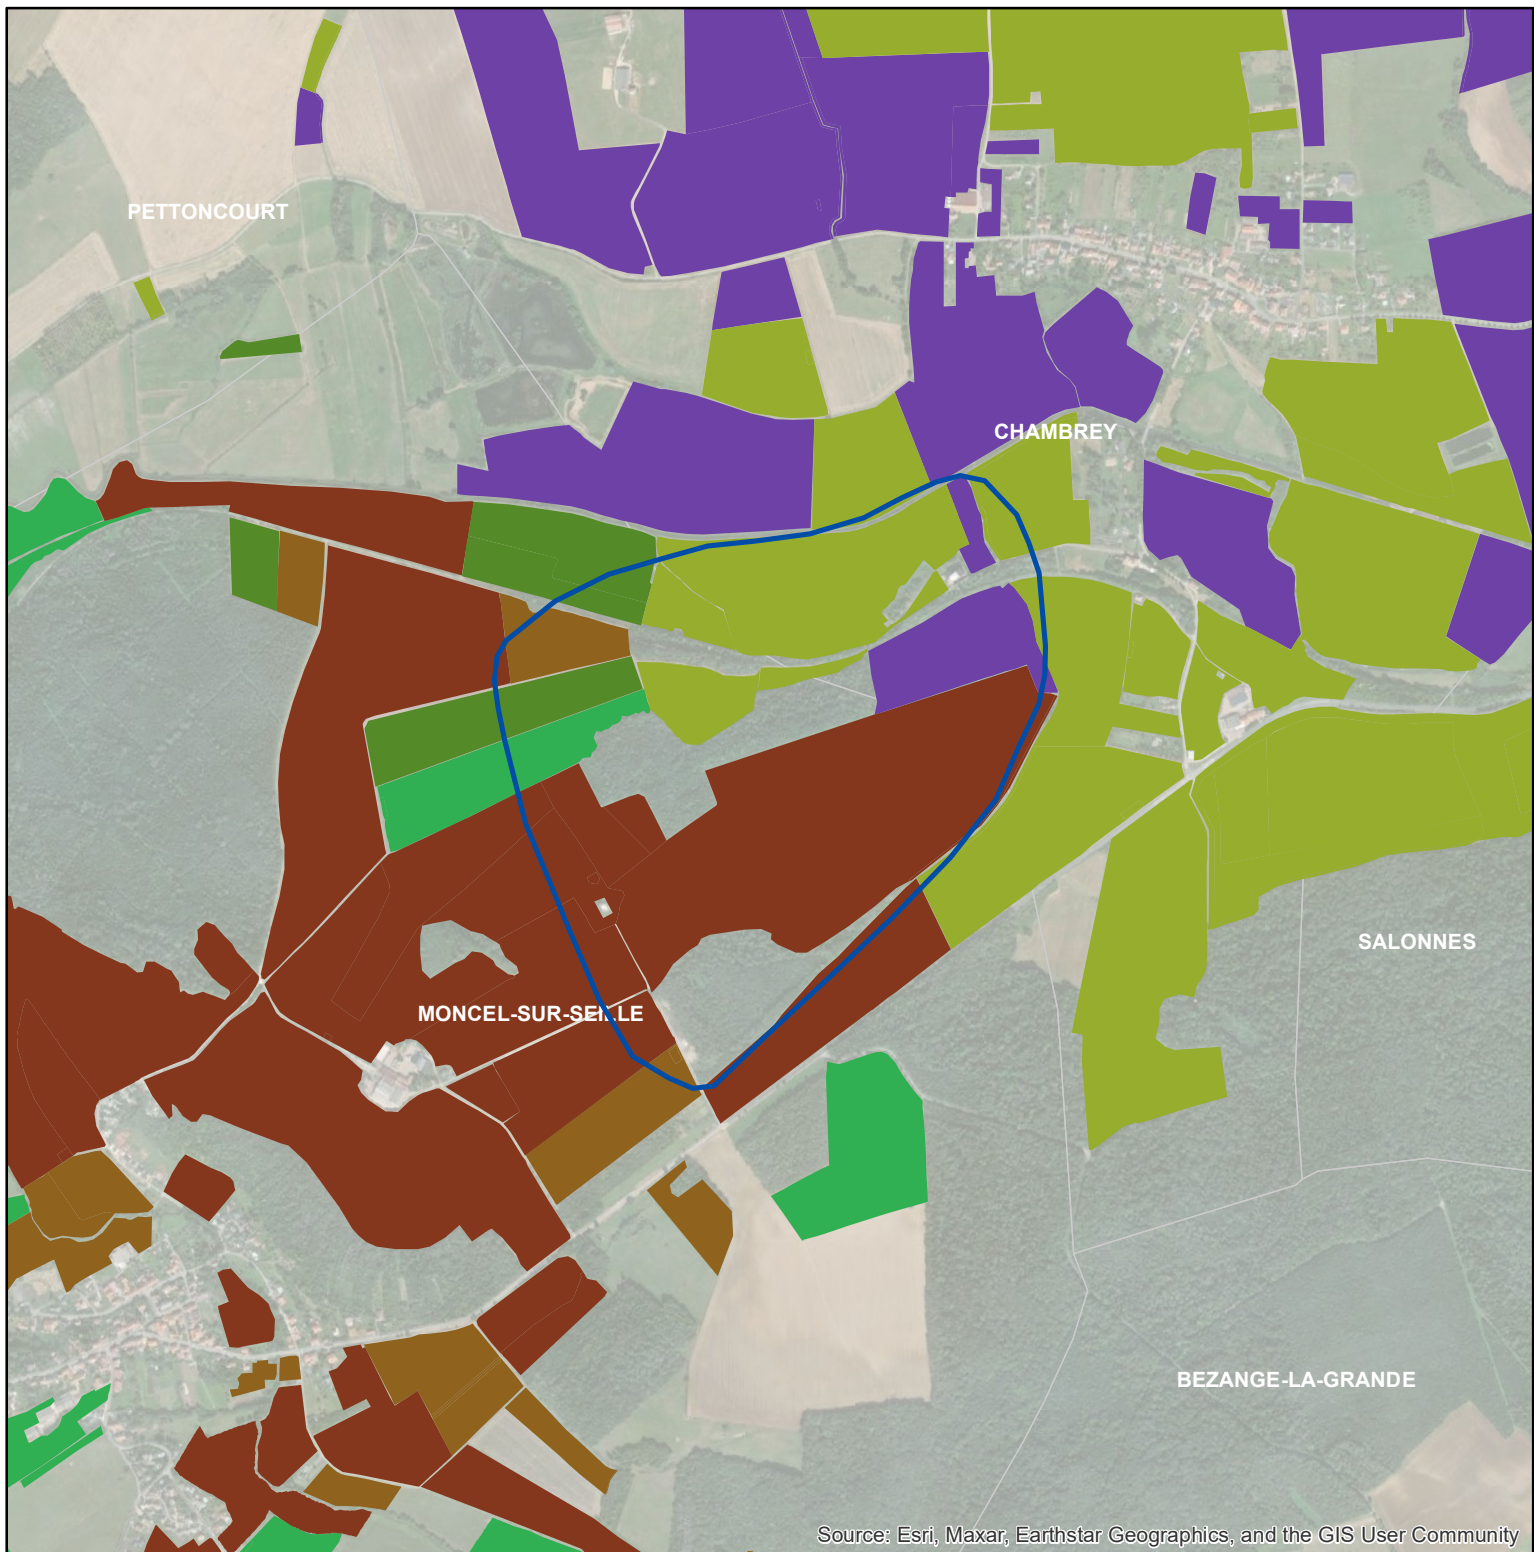 PETTONCOURT
CHAMBREY
SALONNES
MONCEL-SUR-SEILLE
BEZANGE-LA-GRANDE
Source: Esri, Maxar, Earthstar Geographics, and the GIS User Community